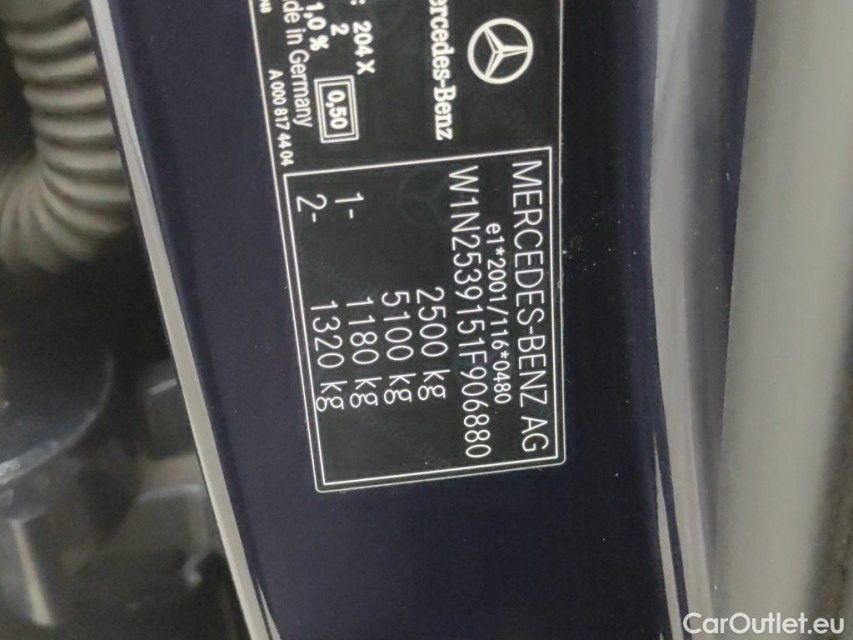 ercedes-Benz
204 X
2
1,0 %
de in Germany
A 000 817 44 04
0,50
MERCEDES-BENZ AG
e1*2001/116*0480
W1N2539151F906880
2500 kg
5100 kg
1- 1180 kg
2- 1320 kg
CarOutlet.eu